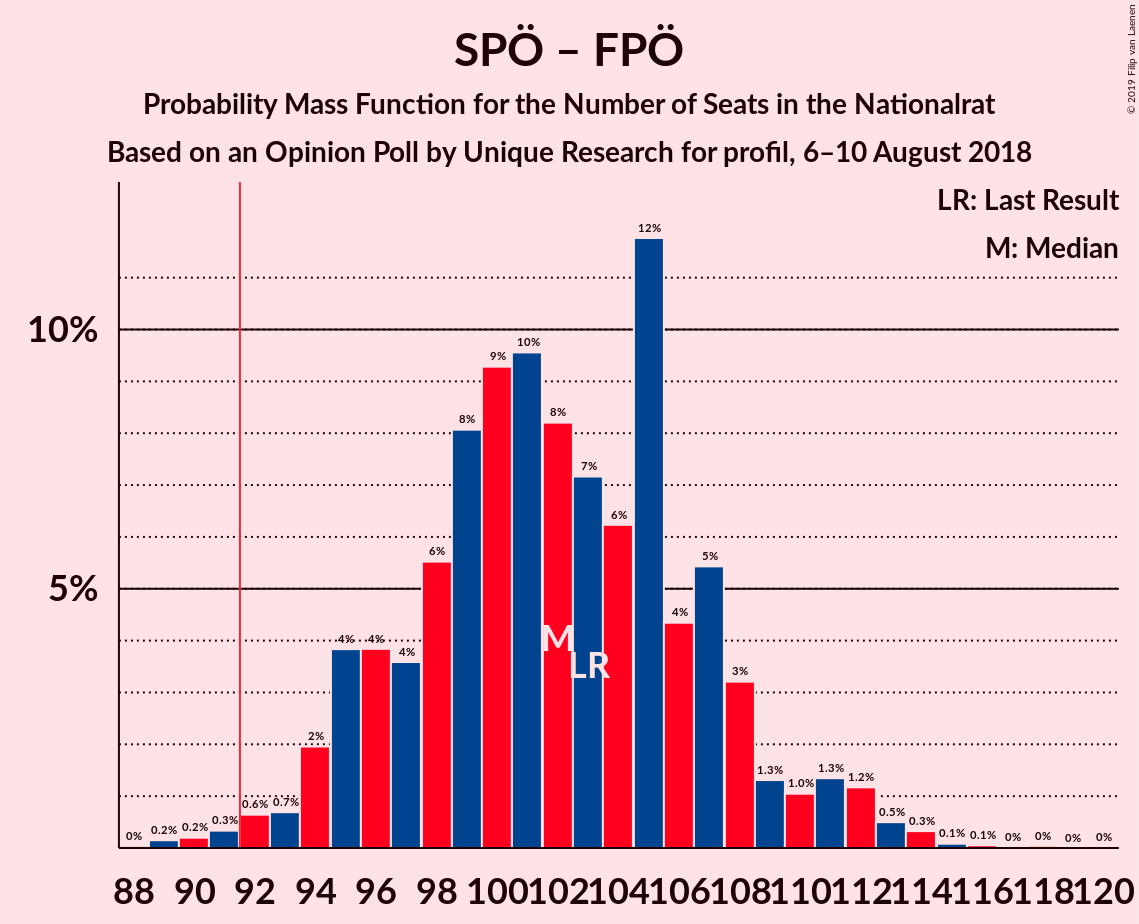 SPÖ – FPÖ
Probability Mass Function for the Number of Seats in the Nationalrat
Based on an Opinion Poll by Unique Research for profil, 6–10 August 2018
© 2019 Filip van Laenen
LR: Last Result
M: Median
10%
5%
0% 0.2% 0.2% 0.3% 0.6% 0.7% 2% 4% 4% 4% 6% 8% 9% 10% 8% 7% 6% 12% 4% 5% 3% 1.3% 1.0% 1.3% 1.2% 0.5% 0.3% 0.1% 0.1% 0% 0% 0% 0%
M
LR
88 90 92 94 96 98 100 102 104 106 108 110 112 114 116 118 120